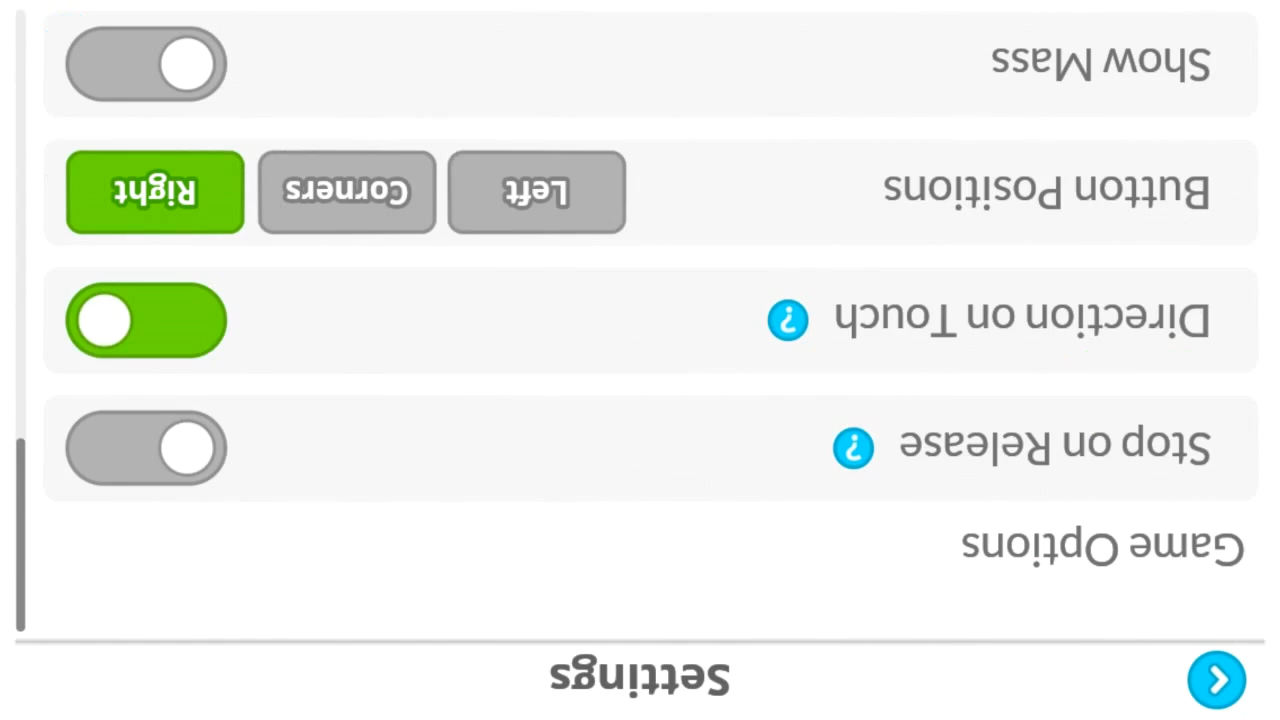 Settings
Game Options
Stop on Release ?
Direction on Touch ?
Button Positions Left Corners Right
Show Mass